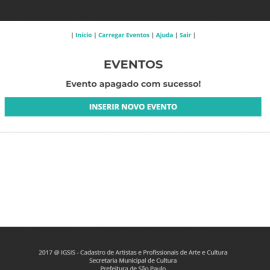 | Início | Carregar Eventos | Ajuda | Sair |
EVENTOS
Evento apagado com sucesso!
INSERIR NOVO EVENTO
2017 @ IGSIS - Cadastro de Artistas e Profissionais de Arte e Cultura
Secretaria Municipal de Cultura
Prefeitura de São Paulo